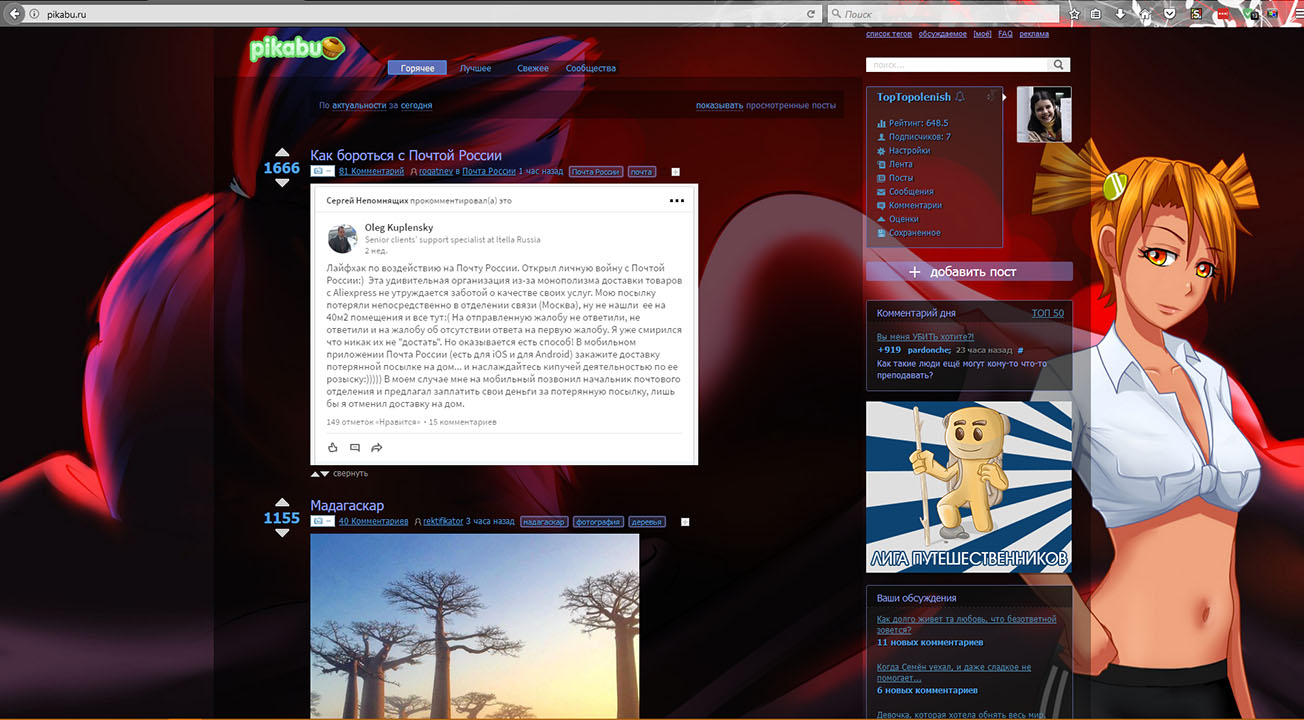 pikabu.ru
Поиск
pikabu
список тегов обсуждаемое [моё] FAQ реклама
Горячее Лучшее Свежее Сообщества
поиск...
По актуальности за сегодня показывать просмотренные посты
TopTopolenish
Рейтинг: 648.5
Подписчиков: 7
Настройки
Лента
Посты
Сообщения
Комментарии
Оценки
Сохраненное
+ добавить пост
Комментарий дня ТОП 50
Вы меня УБИТЬ хотите?!
+919 pardonche; 23 часа назад #
Как такие люди ещё могут кому-то что-то
преподавать?
ЛИГА ПУТЕШЕСТВЕННИКОВ
Ваши обсуждения
Как долго живет та любовь, что безответной
зовется?
11 новых комментариев
Когда Семён уехал, и даже сладкое не
помогает...
6 новых комментариев
Девочка, которая хотела обнять весь мир.
1666
Как бороться с Почтой России
81 Комментарий rogatnev в Почта России 1 час назад Почта России почта
Сергей Непомнящих прокомментировал(а) это
Oleg Kuplensky
Senior clients' support specialist at Itella Russia
2 нед.
Лайфхак по воздействию на Почту России. Открыл личную войну с Почтой
России:) Эта удивительная организация из-за монополизма доставки товаров
с Aliexpress не утруждается заботой о качестве своих услуг. Мою посылку
потеряли непосредственно в отделении связи (Москва), ну не нашли ее на
40м2 помещения и все тут:( На отправленную жалобу не ответили, не
ответили и на жалобу об отсутствии ответа на первую жалобу. Я уже смирился
что никак их не "достать". Но оказывается есть способ! В мобильном
приложении Почта России (есть для iOS и для Android) закажите доставку
потерянной посылке на дом... и наслаждайтесь кипучей деятельностью по ее
розыску:))))) В моем случае мне на мобильный позвонил начальник почтового
отделения и предлагал заплатить свои деньги за потерянную посылку, лишь
бы я отменил доставку на дом.
149 отметок «Нравится» • 15 комментариев
свернуть
1155
Мадагаскар
40 Комментариев rektifikator 3 часа назад мадагаскар фотография деревья